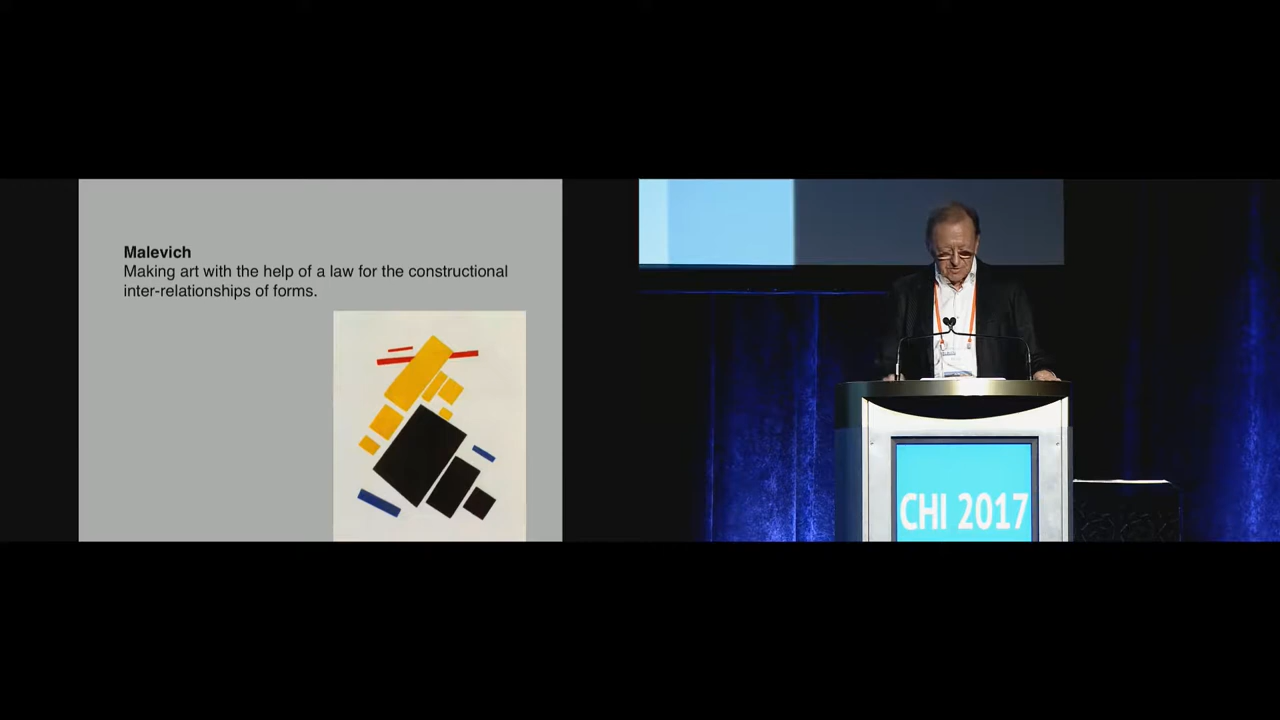 Malevich
Making art with the help of a law for the constructional
inter-relationships of forms.
CHI 2017